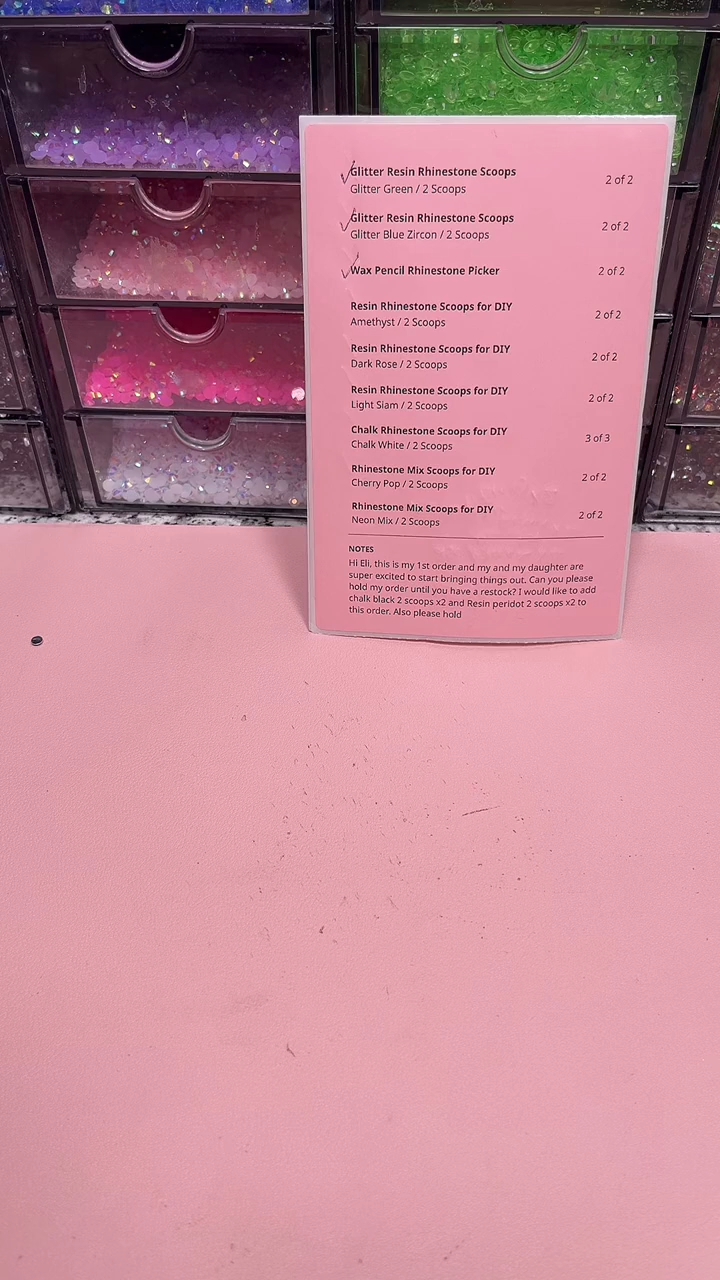 Glitter Resin Rhinestone Scoops
Glitter Green / 2 Scoops
2 of 2
Glitter Resin Rhinestone Scoops
Glitter Blue Zircon / 2 Scoops
2 of 2
Wax Pencil Rhinestone Picker
2 of 2
Resin Rhinestone Scoops for DIY
Amethyst / 2 Scoops
2 of 2
Resin Rhinestone Scoops for DIY
Dark Rose / 2 Scoops
2 of 2
Resin Rhinestone Scoops for DIY
Light Siam / 2 Scoops
2 of 2
Chalk Rhinestone Scoops for DIY
Chalk White / 2 Scoops
3 of 3
Rhinestone Mix Scoops for DIY
Cherry Pop / 2 Scoops
2 of 2
Rhinestone Mix Scoops for DIY
Neon Mix / 2 Scoops
2 of 2
NOTES
Hi Eli, this is my 1st order and my and my daughter are
super excited to start bringing things out. Can you please
hold my order until you have a restock? I would like to add
chalk black 2 scoops x2 and Resin peridot 2 scoops x2 to
this order. Also please hold